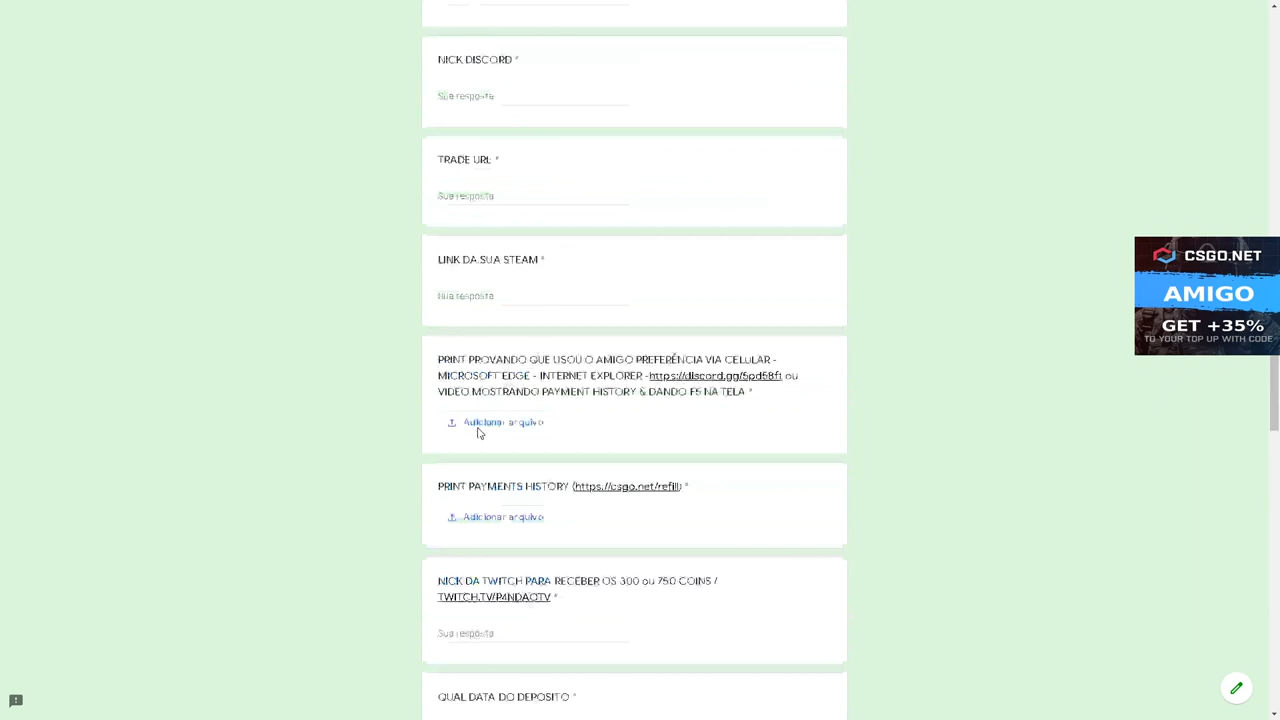 NICK DISCORD *
Sua resposta
TRADE URL *
Sua resposta
LINK DA SUA STEAM *
Sua resposta
PRINT PROVANDO QUE USOU O AMIGO PREFERÊNCIA VIA CELULAR -
MICROSOFT EDGE - INTERNET EXPLORER -https://discord.gg/ ou
VIDEO MOSTRANDO PAYMENT HISTORY & DANDO F5 NA TELA *
Adicionar arquivo
PRINT PAYMENTS HISTORY (https://csgo.net/refill) *
Adicionar arquivo
NICK DA TWITCH PARA RECEBER OS 300 ou 750 COINS /
TWITCH.TV/P4NDAOTV *
Sua resposta
QUAL DATA DO DEPOSITO *
CSGO.NET
AMIGO
GET +35%
TO YOUR TOP UP WITH CODE